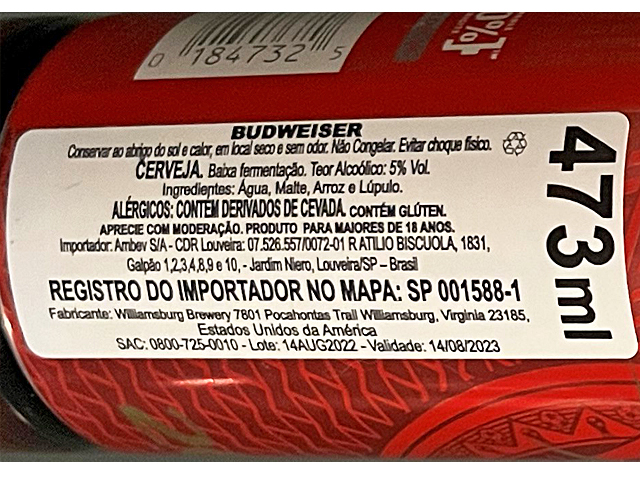 0 184732 5
BUDWEISER
Conservar ao abrigo do sol e calor, em local seco e sem odor. Não Congelar. Evitar choque físico.
CERVEJA. Baixa fermentação. Teor Alcoólico: 5% Vol.
Ingredientes: Água, Malte, Arroz e Lúpulo.
ALÉRGICOS: CONTÉM DERIVADOS DE CEVADA. CONTÉM GLÚTEN.
APRECIE COM MODERAÇÃO. PRODUTO PARA MAIORES DE 18 ANOS.
Importador: Ambev S/A - CDR Louveira: 07.526.557/0072-01 R ATILIO BISCUOLA, 1831,
Galpão 1,2,3,4,8,9 e 10, - Jardim Niero, Louveira/SP – Brasil
REGISTRO DO IMPORTADOR NO MAPA: SP 001588-1
Fabricante: Williamsburg Brewery 7801 Pocahontas Trail Williamsburg, Virginia 23185,
Estados Unidos da América
SAC: 0800-725-0010 - Lote: 14AUG2022 - Validade: 14/08/2023
473ml